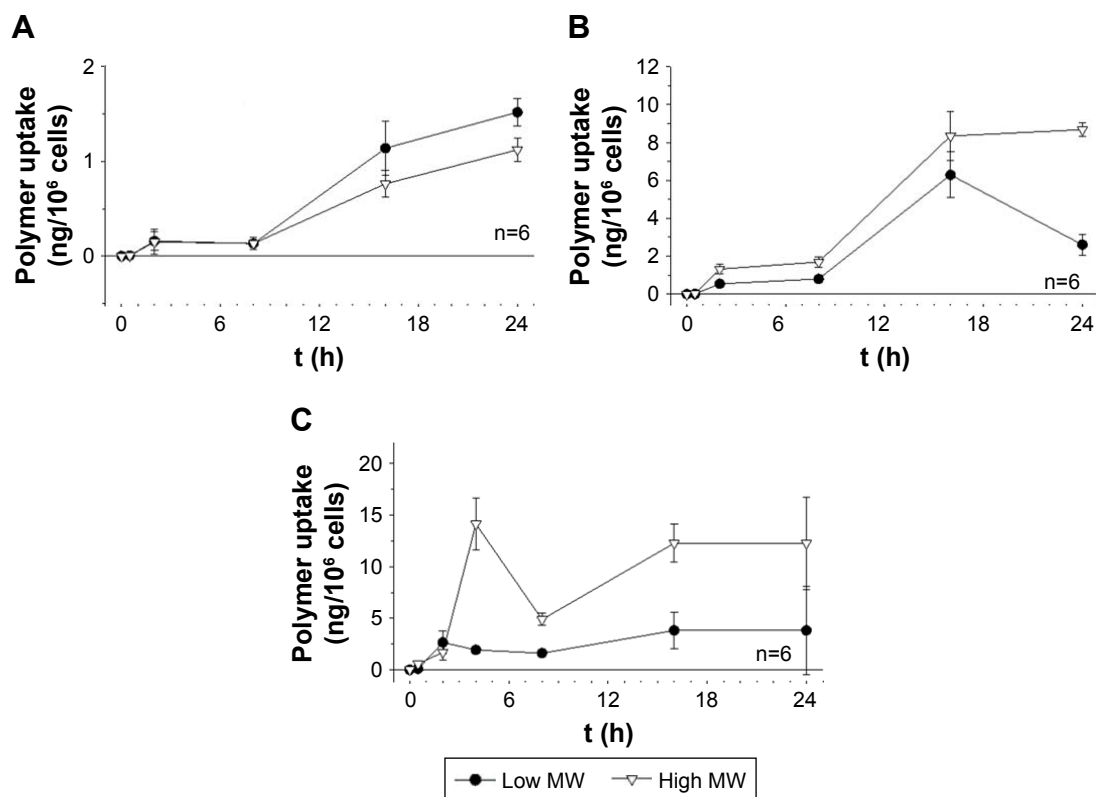 A
Polymer uptake
(ng/10⁶ cells)
2
1
0
n=6
0 6 12 18 24
t (h)
B
Polymer uptake
(ng/10⁶ cells)
12
10
8
6
4
2
0
n=6
0 6 12 18 24
t (h)
C
Polymer uptake
(ng/10⁶ cells)
20
15
10
5
0
n=6
0 6 12 18 24
t (h)
Low MW High MW